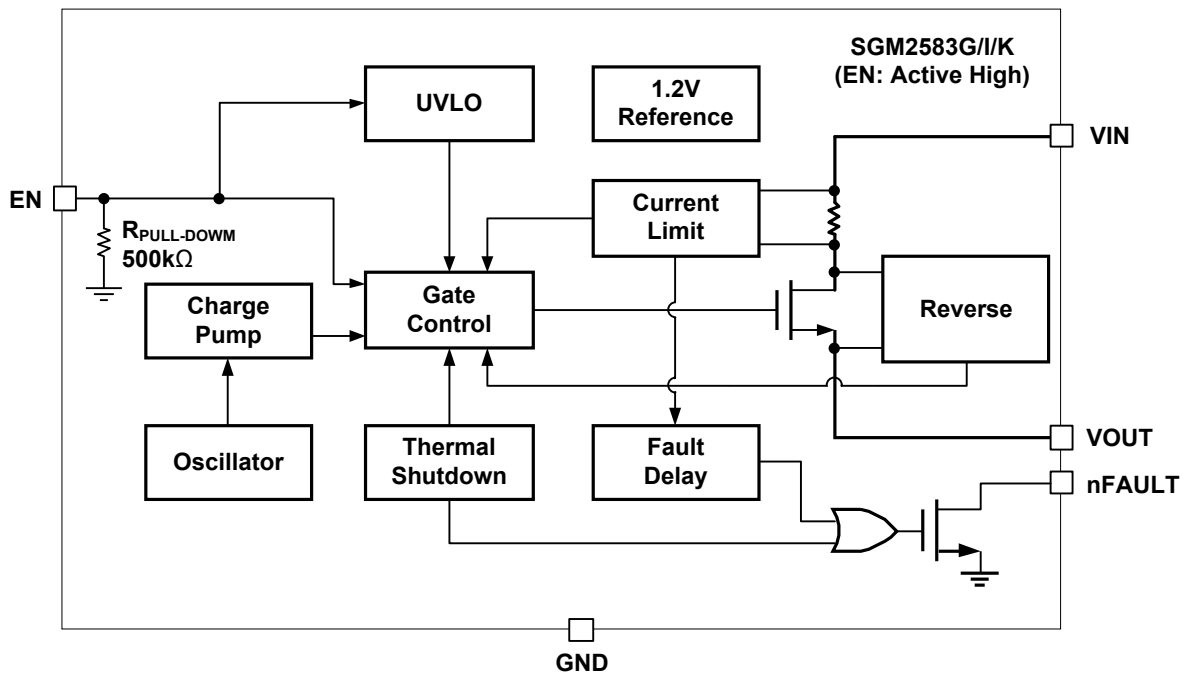 SGM2583G/I/K
(EN: Active High)
UVLO
1.2V
Reference
VIN
EN
RPULL-DOWM
500kΩ
Current
Limit
Charge
Pump
Gate
Control
Reverse
Oscillator
Thermal
Shutdown
Fault
Delay
VOUT
nFAULT
GND